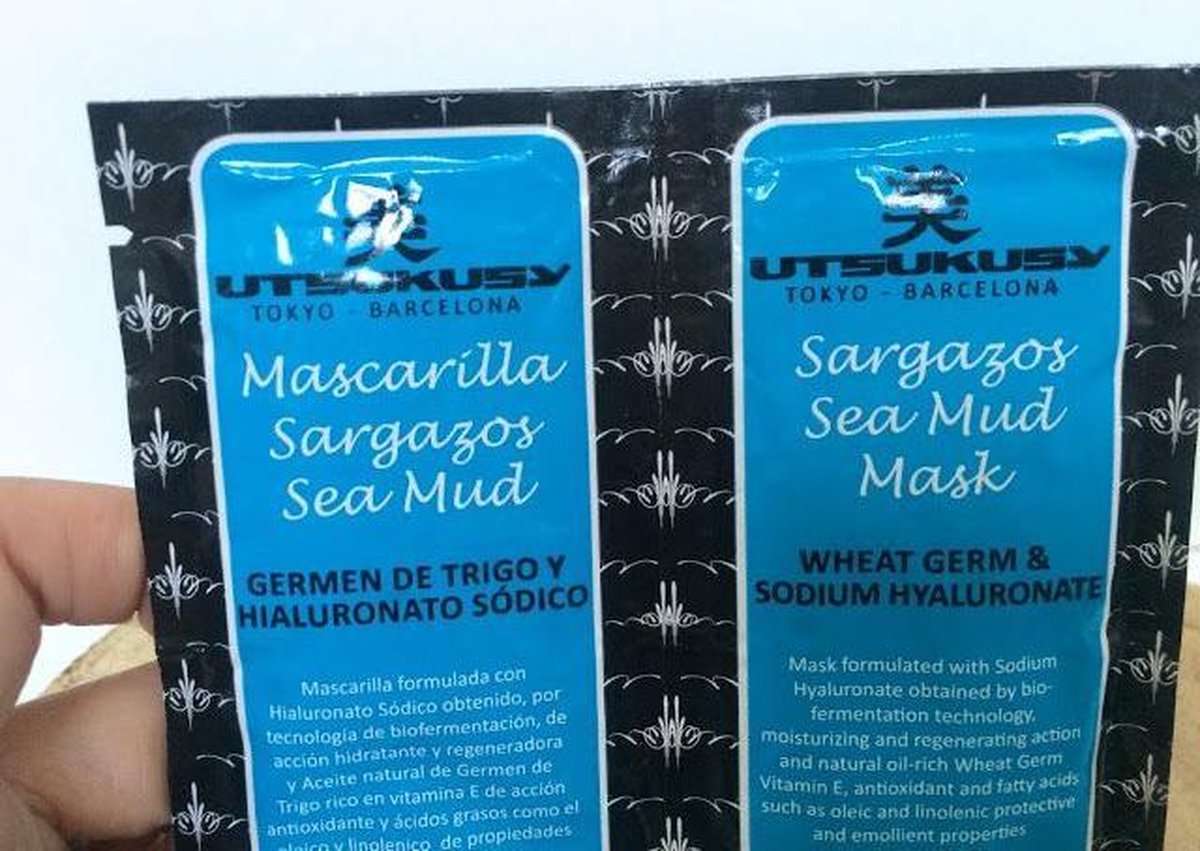 美
UTSUKUSY
TOKYO - BARCELONA
Mascarilla
Sargazos
Sea Mud
GERMEN DE TRIGO Y
HIALURONATO SÓDICO
Mascarilla formulada con
Hialuronato Sódico obtenido, por
tecnología de biofermentación, de
acción hidratante y regeneradora
y Aceite natural de Germen de
Trigo rico en vitamina E de acción
antioxidante y ácidos grasos como el
oleico y linolenico de propiedades
美
UTSUKUSY
TOKYO - BARCELONA
Sargazos
Sea Mud
Mask
WHEAT GERM &
SODIUM HYALURONATE
Mask formulated with Sodium
Hyaluronate obtained by bio-
fermentation technology,
moisturizing and regenerating action
and natural oil-rich Wheat Germ
Vitamin E, antioxidant and fatty acids
such as oleic and linolenic protective
and emollient properties